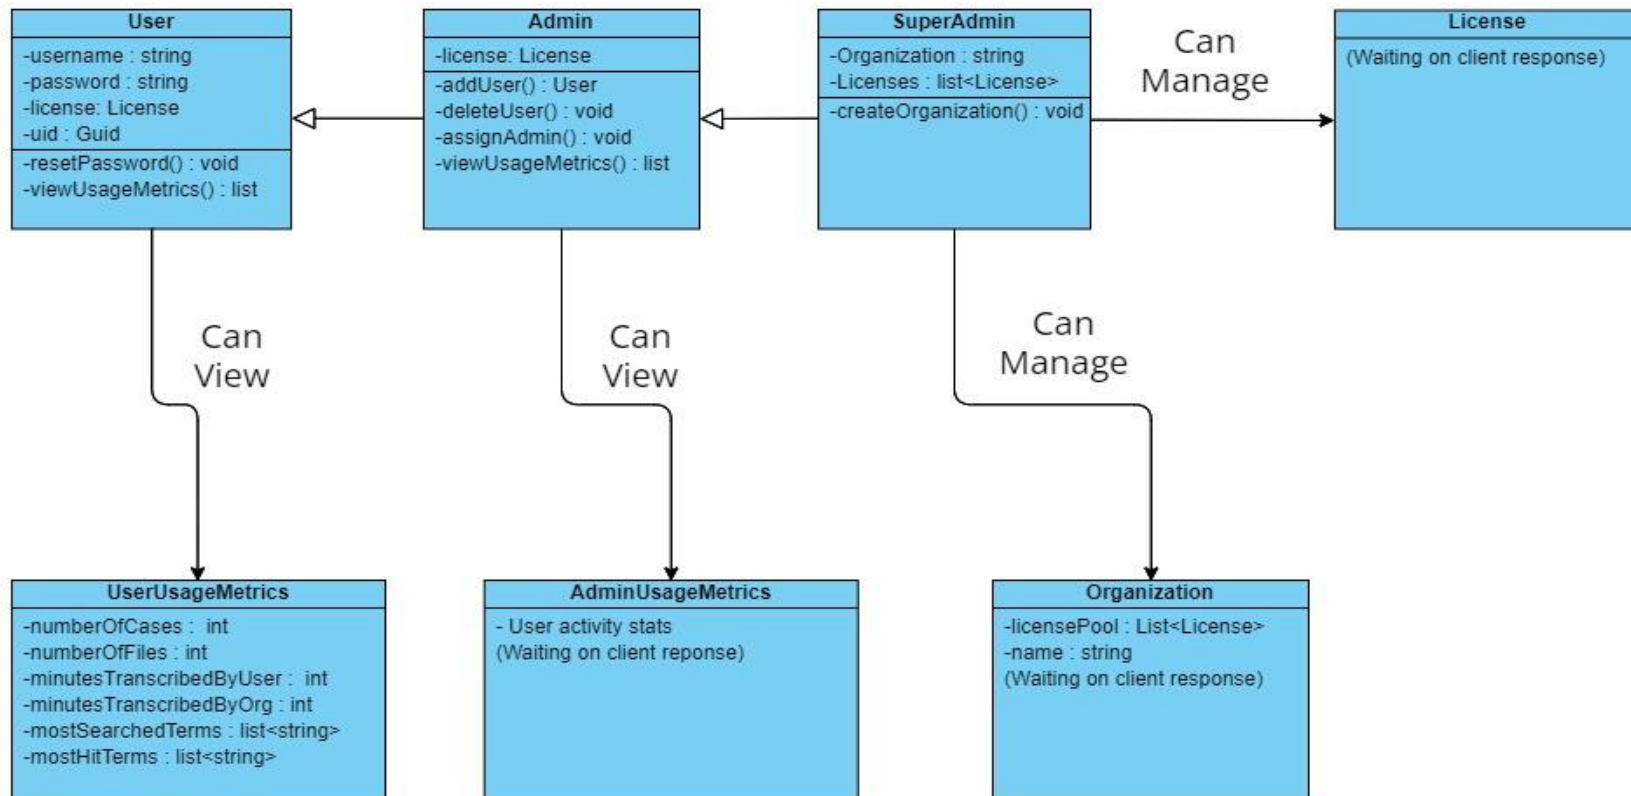 User
-username : string
-password : string
-license: License
-uid : Guid
-resetPassword() : void
-viewUsageMetrics() : list
Admin
-license: License
-addUser() : User
-deleteUser() : void
-assignAdmin() : void
-viewUsageMetrics() : list
SuperAdmin
-Organization : string
-Licenses : list<License>
-createOrganization() : void
Can
Manage
License
(Waiting on client response)
Can
View
Can
View
Can
Manage
UserUsageMetrics
-numberOfCases :  int
-numberOfFiles : int
-minutesTranscribedByUser :  int
-minutesTranscribedByOrg : int
-mostSearchedTerms : list<string>
-mostHitTerms : list<string>
AdminUsageMetrics
- User activity stats
(Waiting on client reponse)
Organization
-licensePool : List<License>
-name : string
(Waiting on client response)